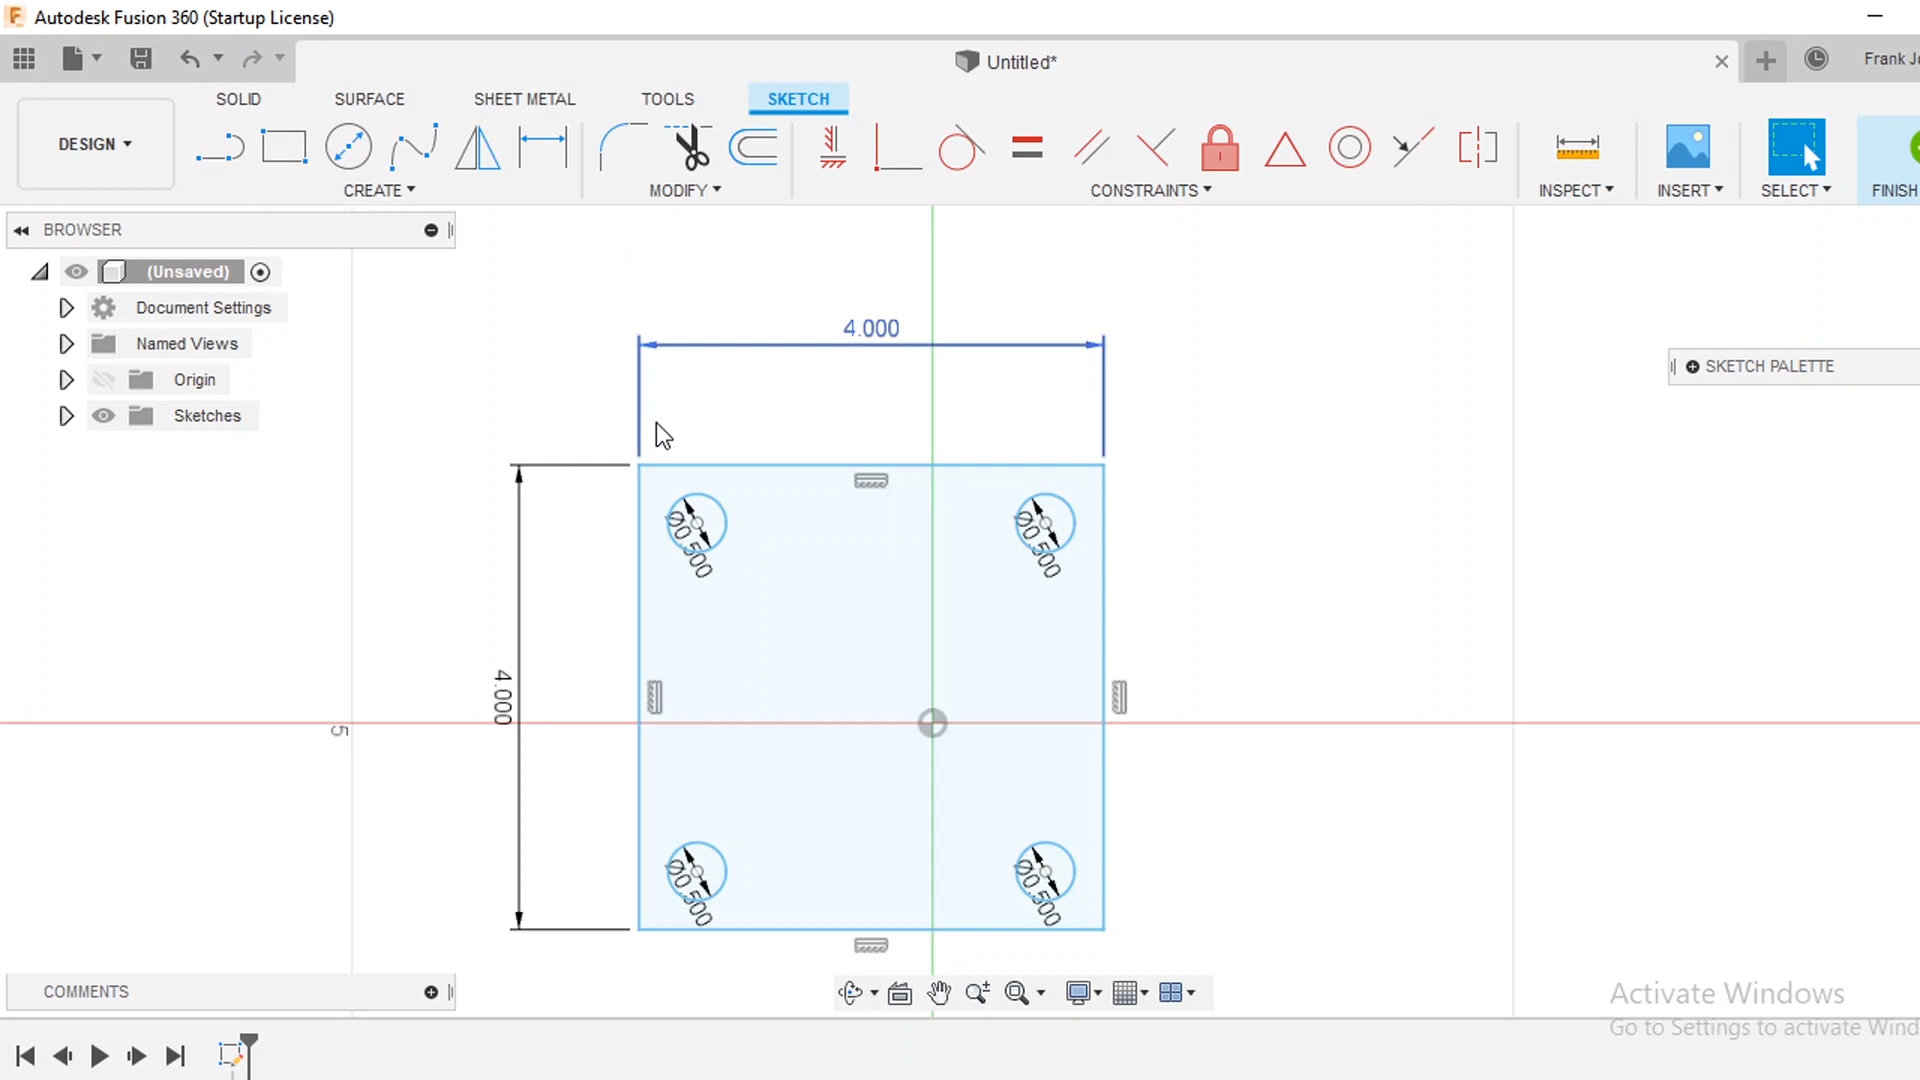 Autodesk Fusion 360 (Startup License)
Untitled*
Frank Jo
SOLID SURFACE SHEET METAL TOOLS SKETCH
DESIGN ▾
CREATE ▾ MODIFY ▾ CONSTRAINTS ▾ INSPECT ▾ INSERT ▾ SELECT ▾ FINISH
BROWSER
(Unsaved)
Document Settings
Named Views
Origin
Sketches
SKETCH PALETTE
4.000
Ø0.500
Ø0.500
4.000
5
Ø0.500
Ø0.500
COMMENTS
Activate Windows
Go to Settings to activate Wind